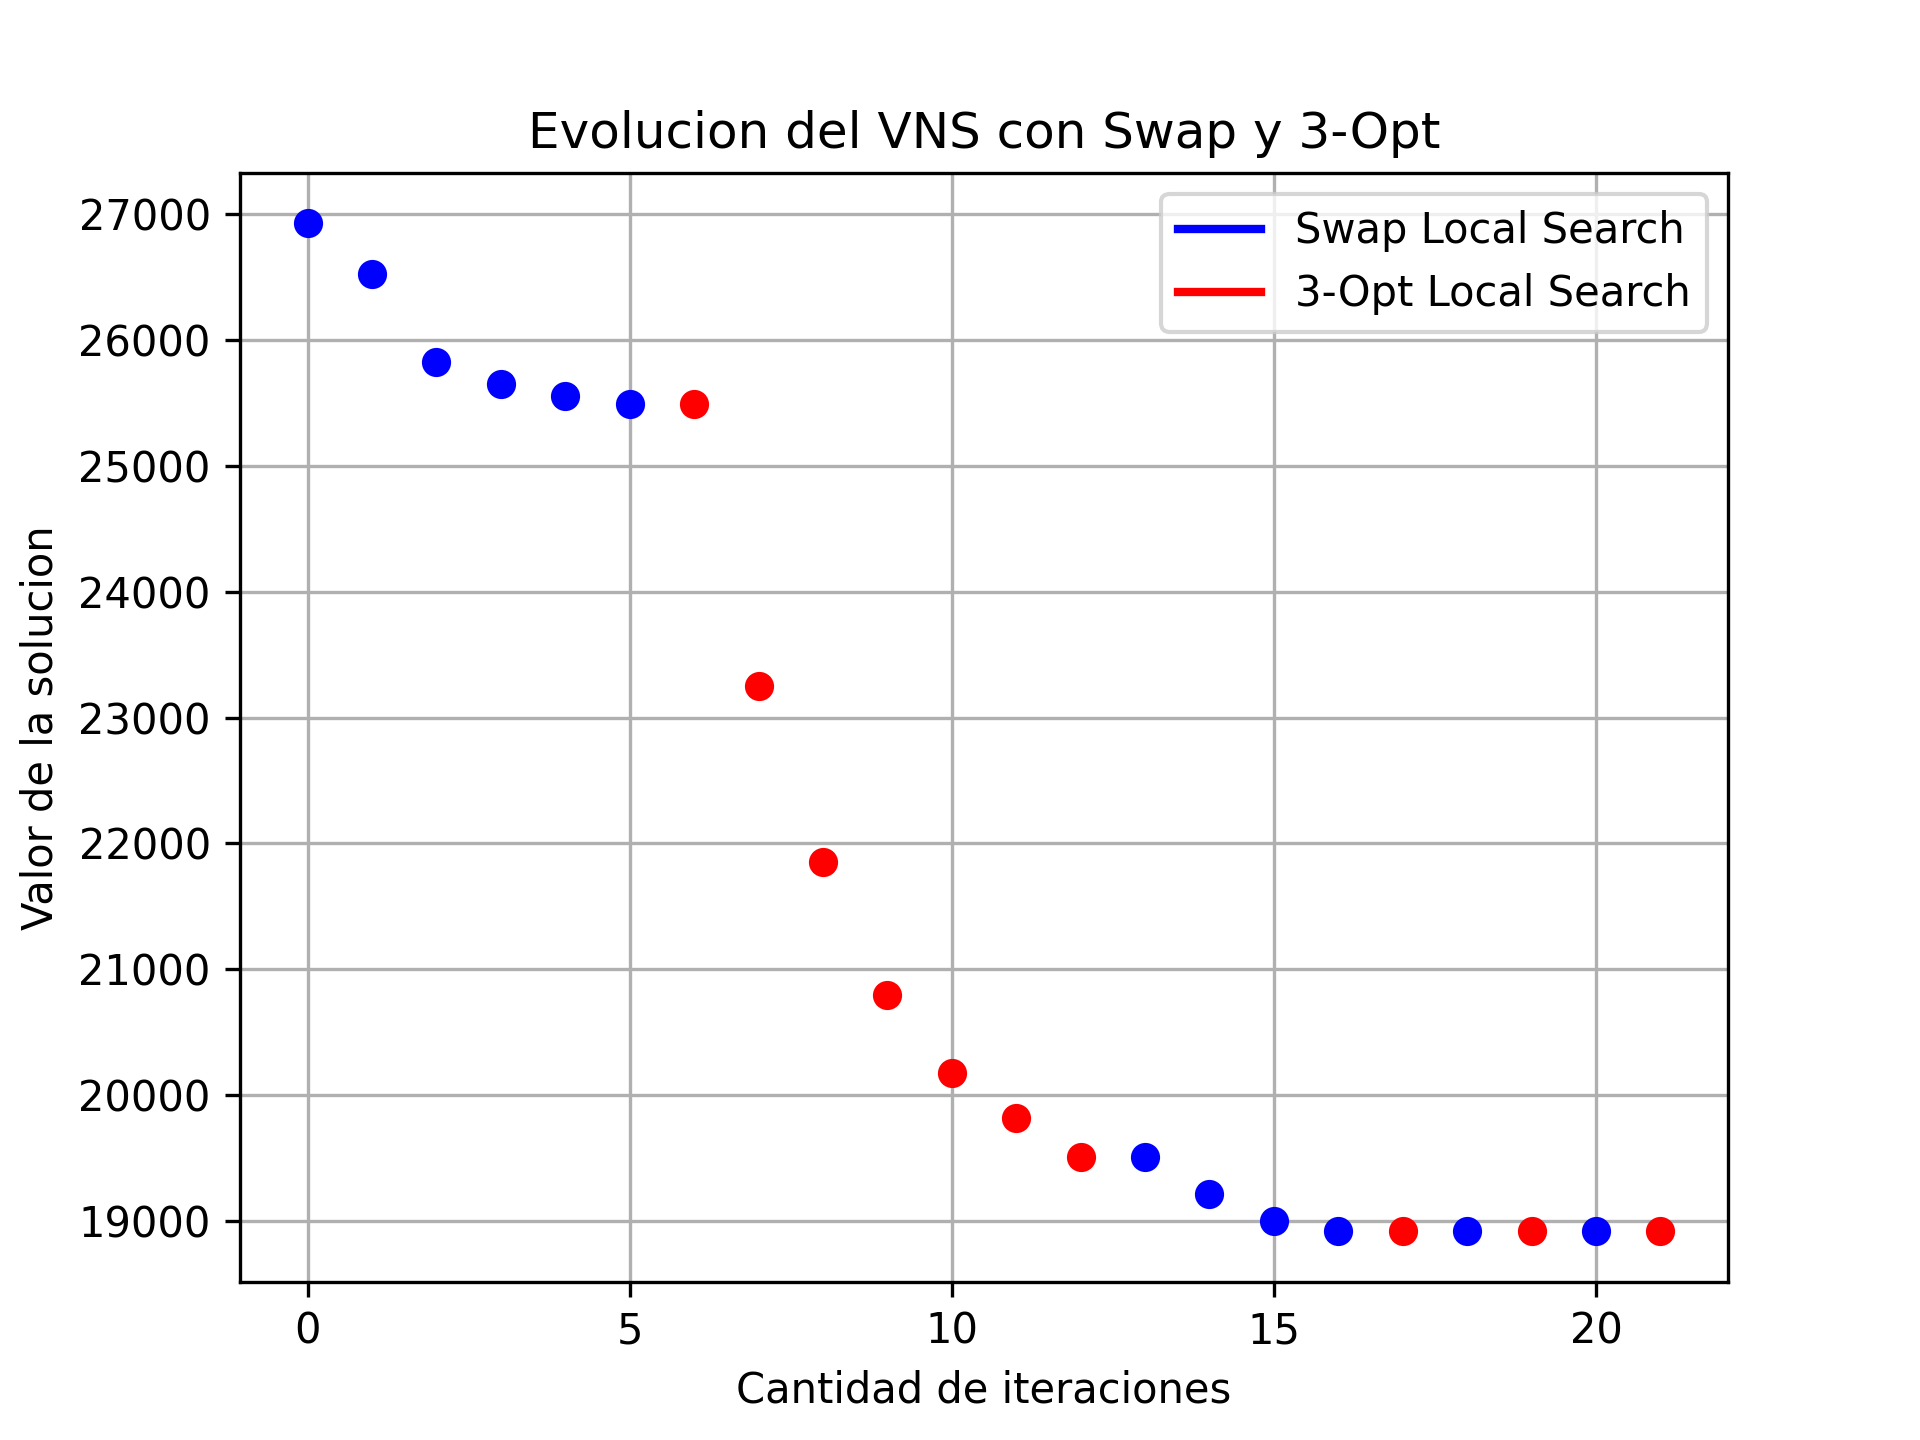 Evolucion del VNS con Swap y 3-Opt
Swap Local Search
3-Opt Local Search
Valor de la solucion
27000
26000
25000
24000
23000
22000
21000
20000
19000
0 5 10 15 20
Cantidad de iteraciones